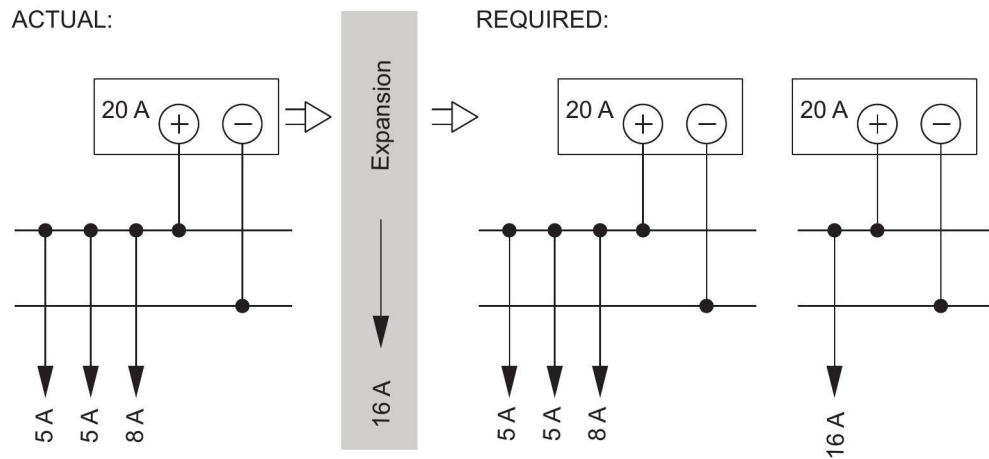 ACTUAL:
REQUIRED:
20 A
+
−
Expansion
16 A
20 A
+
−
20 A
+
−
5 A
5 A
8 A
5 A
5 A
8 A
16 A